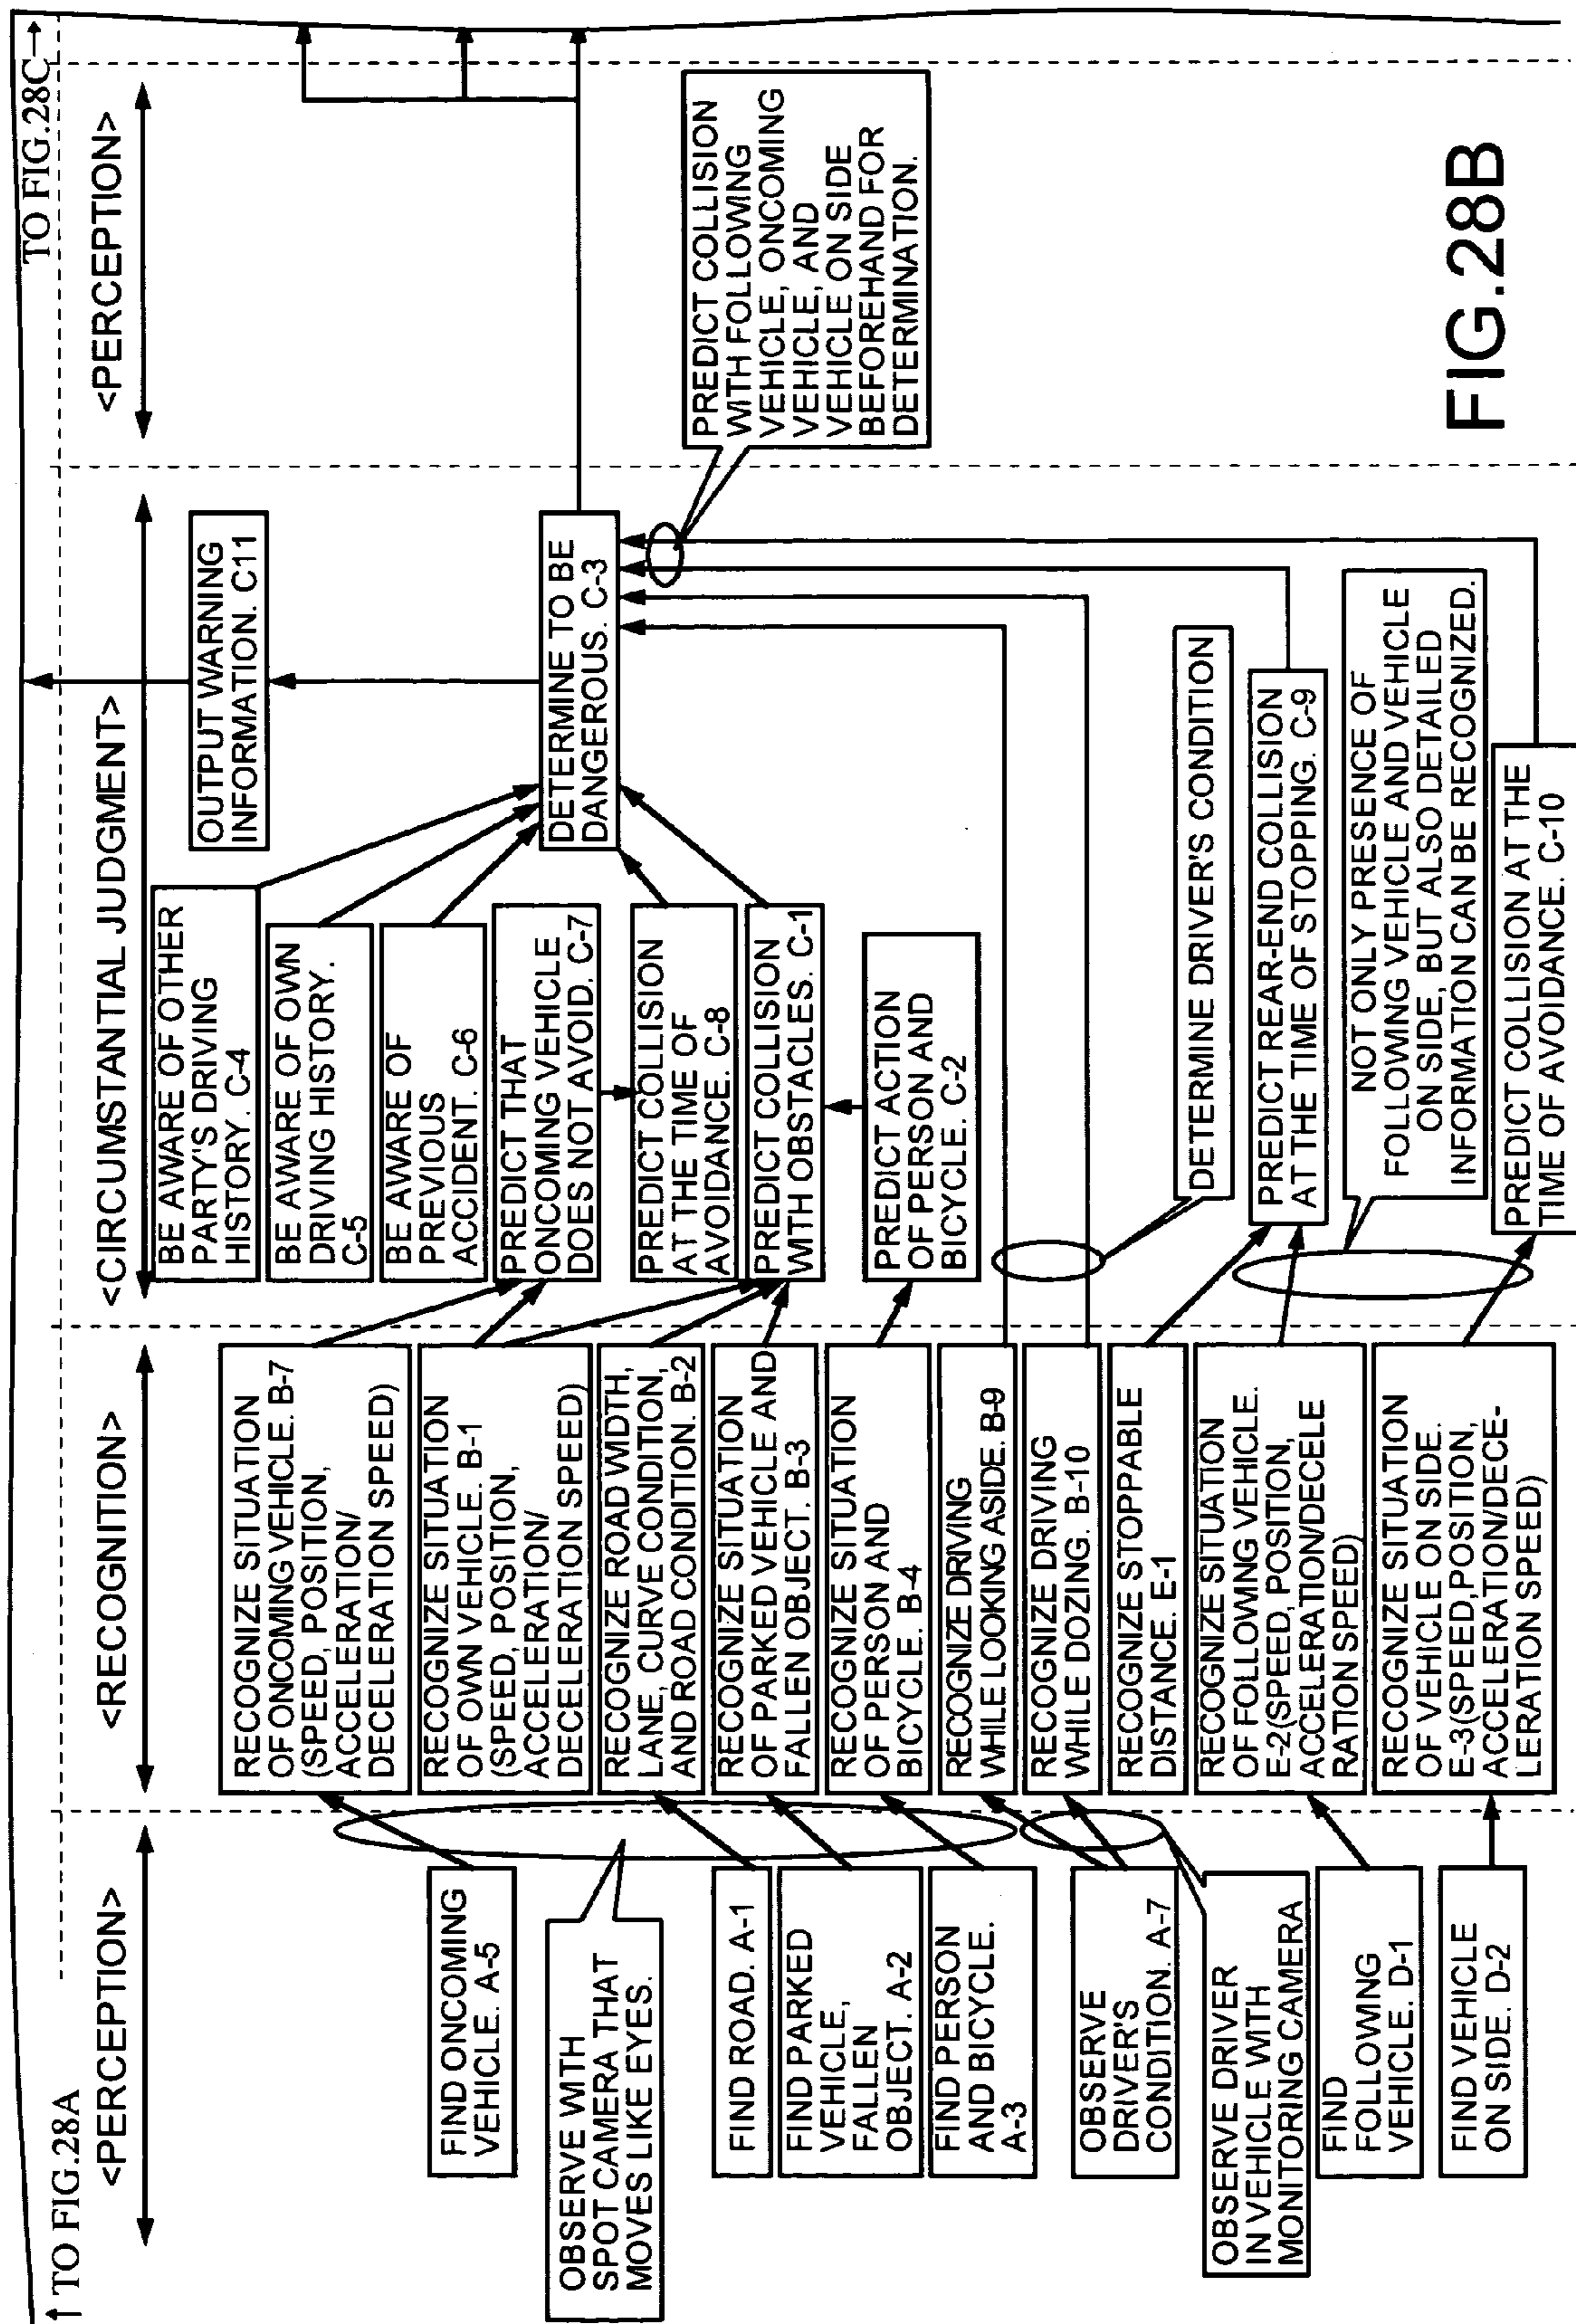 ↑ TO FIG.28A
TO FIG.28C→
<PERCEPTION>
<RECOGNITION>
<CIRCUMSTANTIAL JUDGMENT>
<PERCEPTION>
FIND ONCOMING
VEHICLE. A-5
OBSERVE WITH
SPOT CAMERA THAT
MOVES LIKE EYES.
FIND ROAD. A-1
FIND PARKED
VEHICLE,
FALLEN
OBJECT. A-2
FIND PERSON
AND BICYCLE.
A-3
OBSERVE
DRIVER'S
CONDITION. A-7
OBSERVE DRIVER
IN VEHICLE WITH
MONITORING CAMERA
FIND
FOLLOWING
VEHICLE. D-1
FIND VEHICLE
ON SIDE. D-2
RECOGNIZE SITUATION
OF ONCOMING VEHICLE. B-7
(SPEED, POSITION,
ACCELERATION/
DECELERATION SPEED)
RECOGNIZE SITUATION
OF OWN VEHICLE. B-1
(SPEED, POSITION,
ACCELERATION/
DECELERATION SPEED)
RECOGNIZE ROAD WIDTH,
LANE, CURVE CONDITION,
AND ROAD CONDITION. B-2
RECOGNIZE SITUATION
OF PARKED VEHICLE AND
FALLEN OBJECT. B-3
RECOGNIZE SITUATION
OF PERSON AND
BICYCLE. B-4
RECOGNIZE DRIVING
WHILE LOOKING ASIDE. B-9
RECOGNIZE DRIVING
WHILE DOZING. B-10
RECOGNIZE STOPPABLE
DISTANCE. E-1
RECOGNIZE SITUATION
OF FOLLOWING VEHICLE.
E-2(SPEED, POSITION,
ACCELERATION/DECELE
RATION SPEED)
RECOGNIZE SITUATION
OF VEHICLE ON SIDE.
E-3(SPEED,POSITION,
ACCELERATION/DECE-
LERATION SPEED)
OUTPUT WARNING
INFORMATION. C11
BE AWARE OF OTHER
PARTY'S DRIVING
HISTORY. C-4
BE AWARE OF OWN
DRIVING HISTORY.
C-5
BE AWARE OF
PREVIOUS
ACCIDENT. C-6
PREDICT THAT
ONCOMING VEHICLE
DOES NOT AVOID. C-7
PREDICT COLLISION
AT THE TIME OF
AVOIDANCE. C-8
PREDICT COLLISION
WITH OBSTACLES. C-1
PREDICT ACTION
OF PERSON AND
BICYCLE. C-2
DETERMINE TO BE
DANGEROUS. C-3
DETERMINE DRIVER'S CONDITION
PREDICT REAR-END COLLISION
AT THE TIME OF STOPPING. C-9
NOT ONLY PRESENCE OF
FOLLOWING VEHICLE AND VEHICLE
ON SIDE, BUT ALSO DETAILED
INFORMATION CAN BE RECOGNIZED.
PREDICT COLLISION AT THE
TIME OF AVOIDANCE. C-10
PREDICT COLLISION
WITH FOLLOWING
VEHICLE, ONCOMING
VEHICLE, AND
VEHICLE ON SIDE
BEFOREHAND FOR
DETERMINATION.
FIG.28B